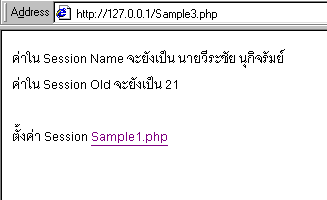 Address http://127.0.0.1/Sample3.php
ค่าใน Session Name จะยังเป็น นายวีระชัย นุกิจรัมย์
ค่าใน Session Old จะยังเป็น 21
ตั้งค่า Session Sample1.php